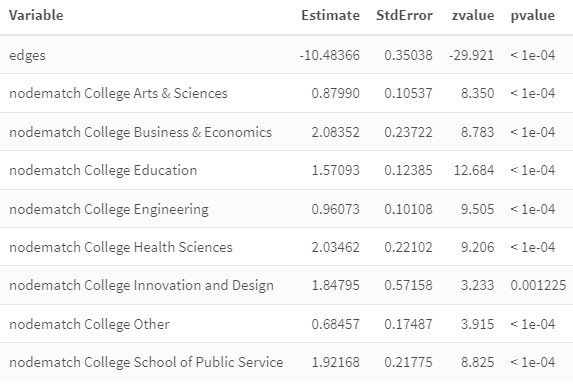 Variable Estimate StdError zvalue pvalue
edges -10.48366 0.35038 -29.921 < 1e-04
nodematch College Arts & Sciences 0.87990 0.10537 8.350 < 1e-04
nodematch College Business & Economics 2.08352 0.23722 8.783 < 1e-04
nodematch College Education 1.57093 0.12385 12.684 < 1e-04
nodematch College Engineering 0.96073 0.10108 9.505 < 1e-04
nodematch College Health Sciences 2.03462 0.22102 9.206 < 1e-04
nodematch College Innovation and Design 1.84795 0.57158 3.233 0.001225
nodematch College Other 0.68457 0.17487 3.915 < 1e-04
nodematch College School of Public Service 1.92168 0.21775 8.825 < 1e-04